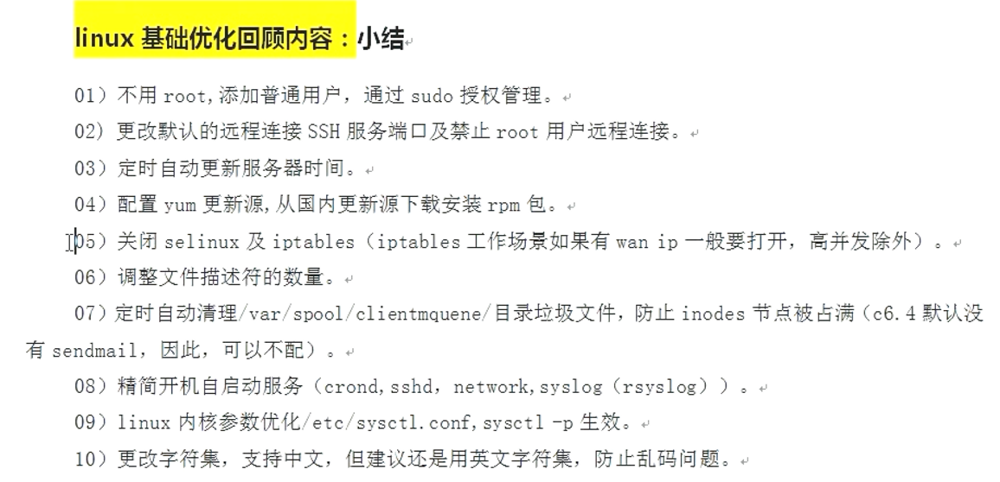 linux 基础优化回顾内容：小结
01）不用 root,添加普通用户，通过 sudo 授权管理。
02）更改默认的远程连接 SSH 服务端口及禁止 root 用户远程连接。
03）定时自动更新服务器时间。
04）配置 yum 更新源,从国内更新源下载安装 rpm 包。
05）关闭 selinux 及 iptables（iptables 工作场景如果有 wan ip 一般要打开，高并发除外）。
06）调整文件描述符的数量。
07）定时自动清理/var/spool/clientmquene/目录垃圾文件，防止 inodes 节点被占满（c6.4 默认没
有 sendmail，因此，可以不配）。
08）精简开机自启动服务（crond,sshd，network,syslog（rsyslog））。
09）linux 内核参数优化/etc/sysctl.conf,sysctl -p 生效。
10）更改字符集，支持中文，但建议还是用英文字符集，防止乱码问题。